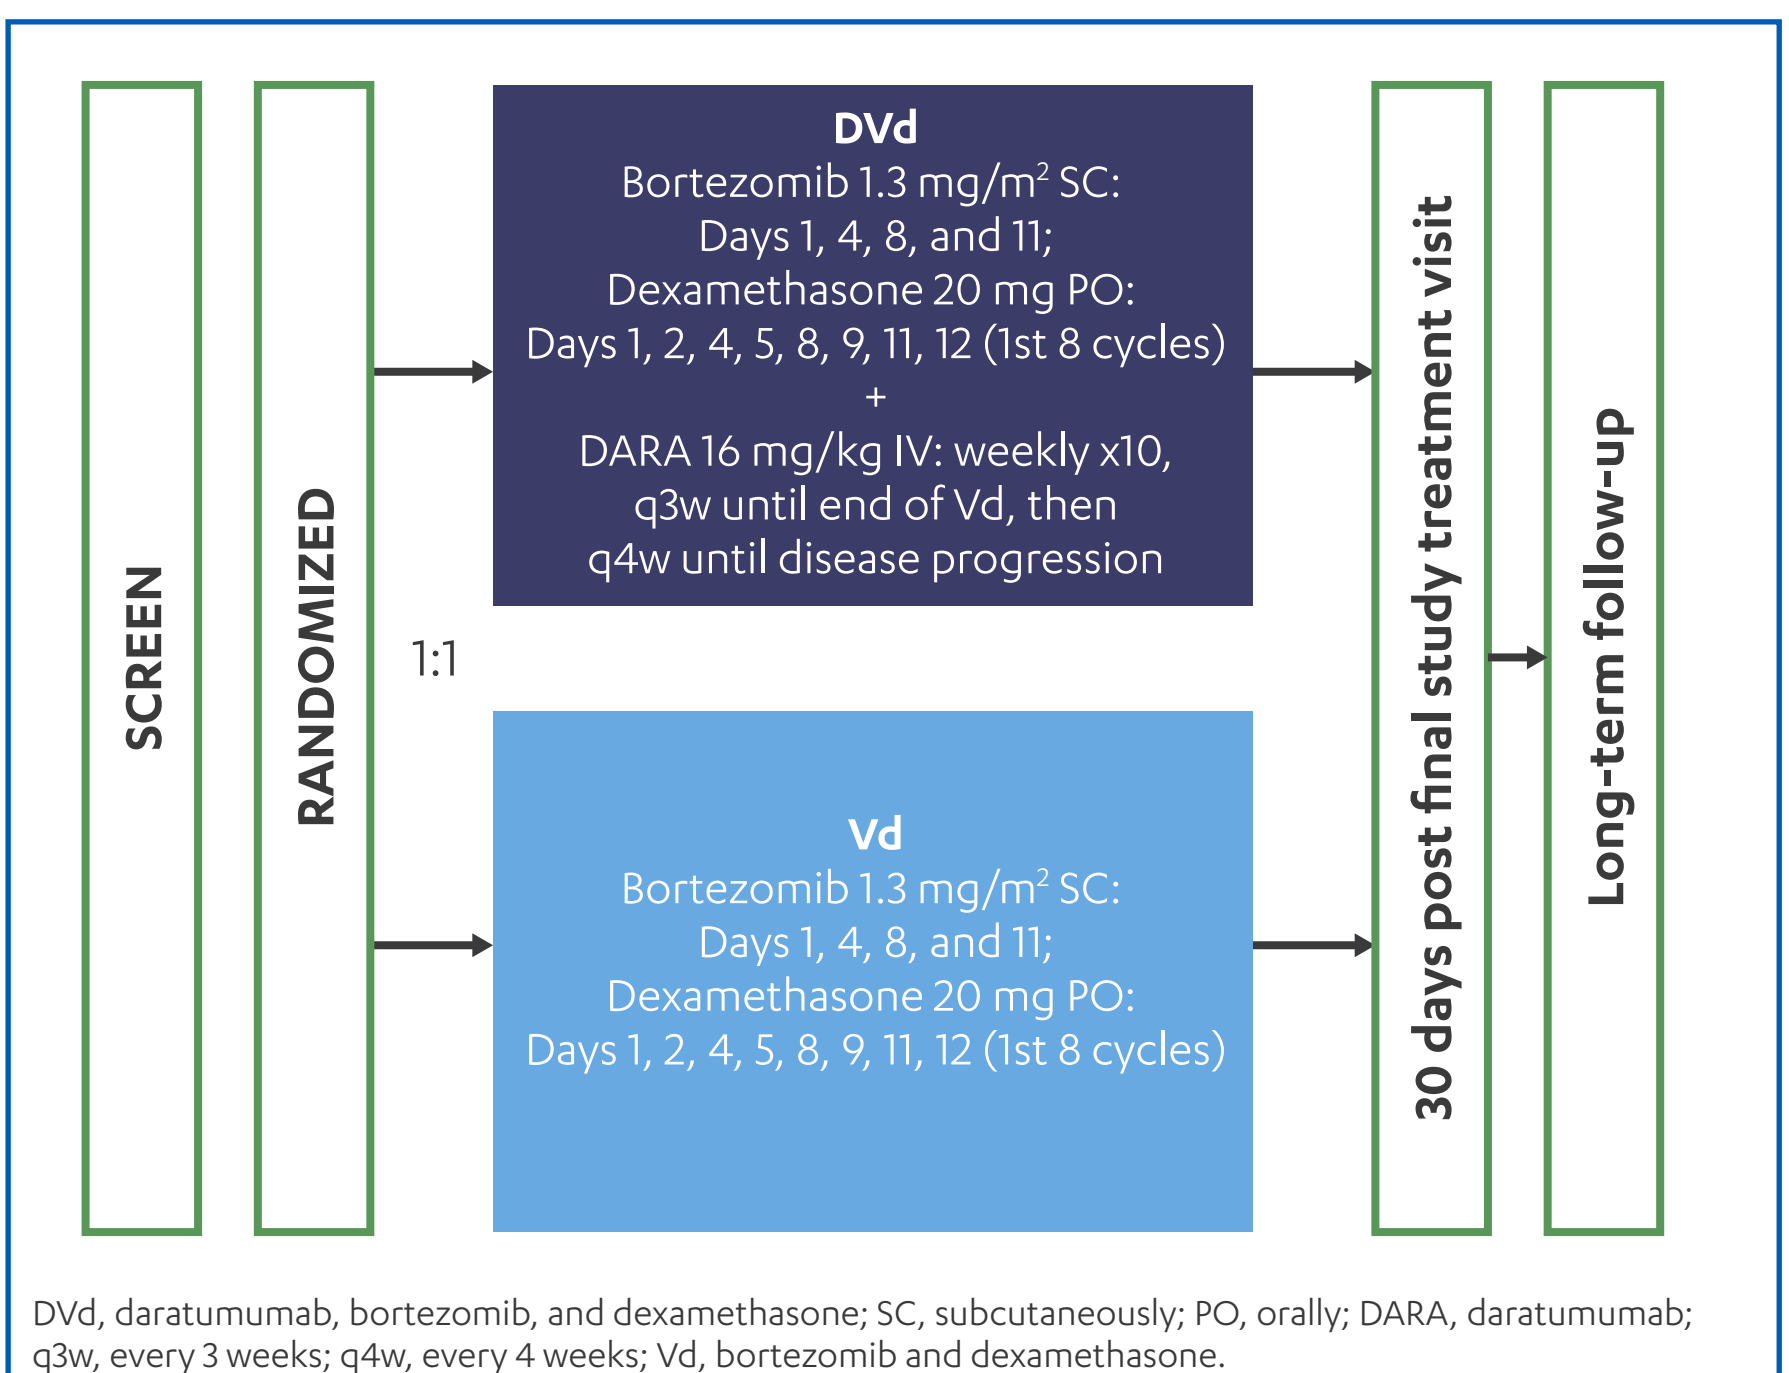 SCREEN
RANDOMIZED
1:1
DVd
Bortezomib 1.3 mg/m² SC:
Days 1, 4, 8, and 11;
Dexamethasone 20 mg PO:
Days 1, 2, 4, 5, 8, 9, 11, 12 (1st 8 cycles)
+
DARA 16 mg/kg IV: weekly x10,
q3w until end of Vd, then
q4w until disease progression
Vd
Bortezomib 1.3 mg/m² SC:
Days 1, 4, 8, and 11;
Dexamethasone 20 mg PO:
Days 1, 2, 4, 5, 8, 9, 11, 12 (1st 8 cycles)
30 days post final study treatment visit
Long-term follow-up
DVd, daratumumab, bortezomib, and dexamethasone; SC, subcutaneously; PO, orally; DARA, daratumumab;
q3w, every 3 weeks; q4w, every 4 weeks; Vd, bortezomib and dexamethasone.